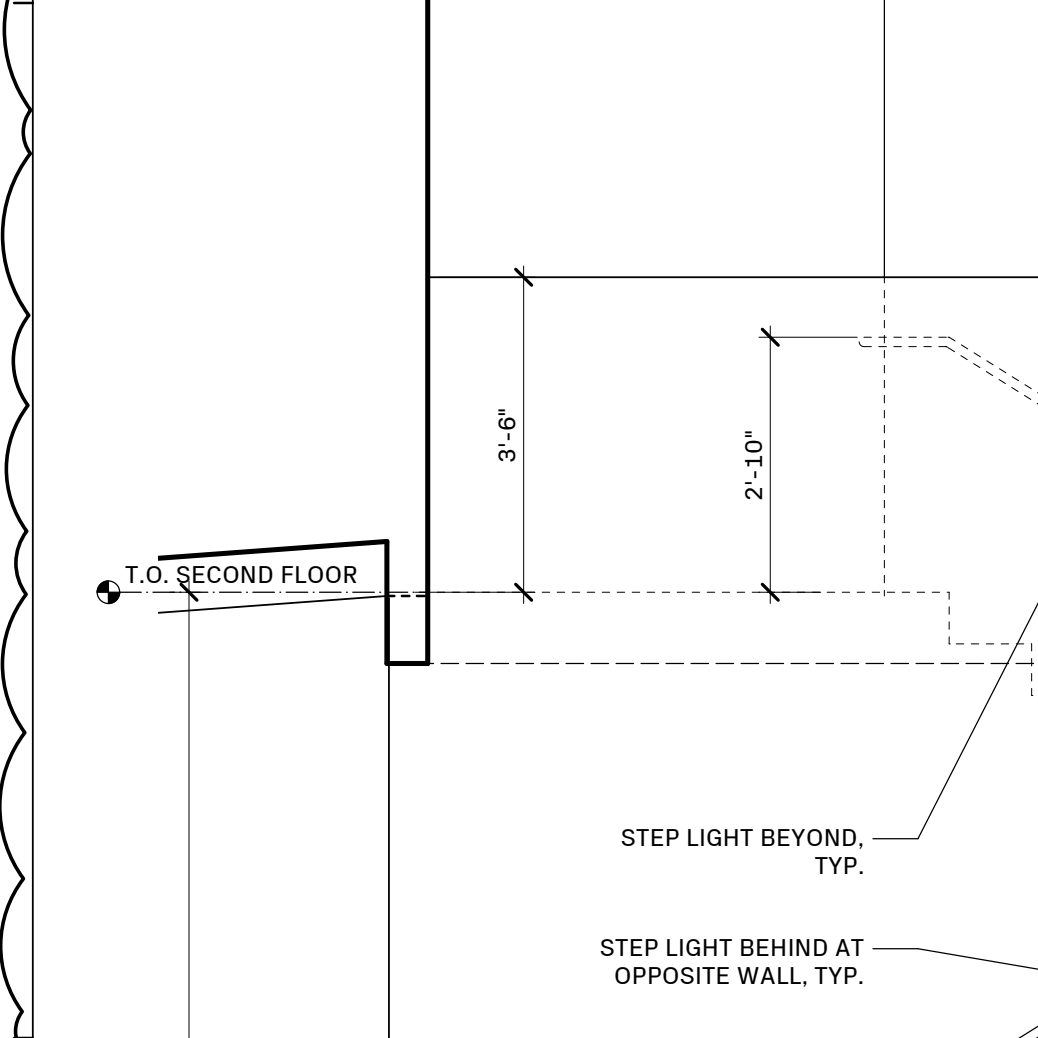 3'-6"
2'-10"
T.O. SECOND FLOOR
STEP LIGHT BEYOND,
TYP.
STEP LIGHT BEHIND AT
OPPOSITE WALL, TYP.